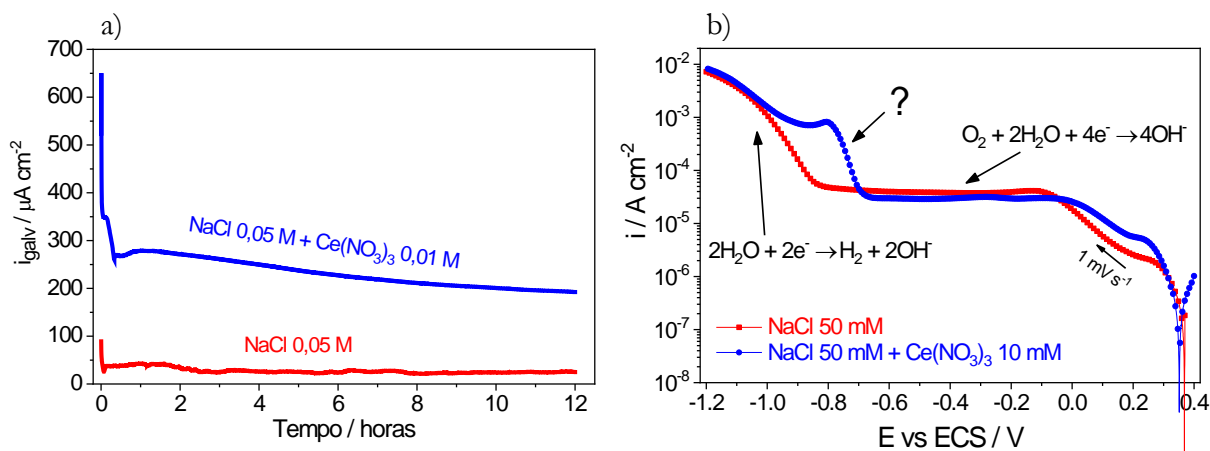 a)
700
600
500
400
300
200
100
0
i_galv / µA cm⁻²
NaCl 0,05 M + Ce(NO₃)₃ 0,01 M
NaCl 0,05 M
0 2 4 6 8 10 12
Tempo / horas
b)
10⁻²
10⁻³
10⁻⁴
10⁻⁵
10⁻⁶
10⁻⁷
10⁻⁸
i / A cm⁻²
?
O₂ + 2H₂O + 4e⁻ → 4OH⁻
2H₂O + 2e⁻ → H₂ + 2OH⁻
1 mV s⁻¹
NaCl 50 mM
NaCl 50 mM + Ce(NO₃)₃ 10 mM
-1.2 -1.0 -0.8 -0.6 -0.4 -0.2 0.0 0.2 0.4
E vs ECS / V